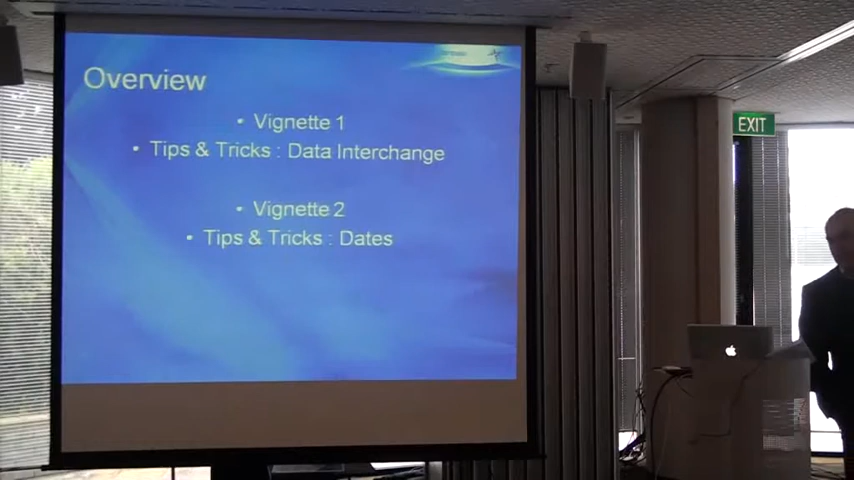 Overview
• Vignette 1
• Tips & Tricks : Data Interchange
• Vignette 2
• Tips & Tricks : Dates
EXIT